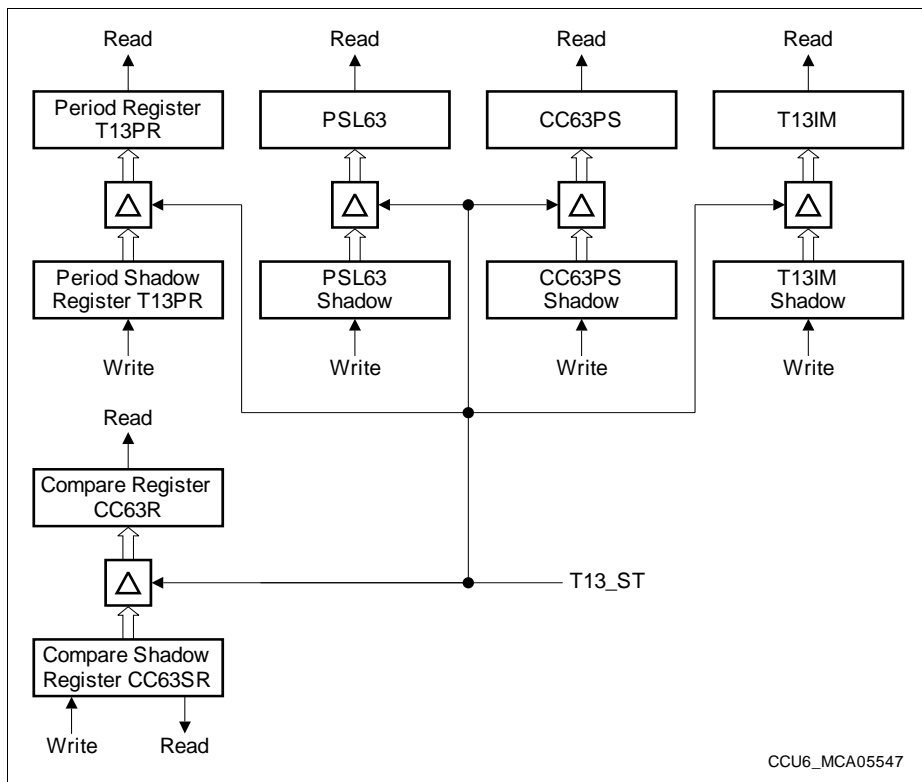 Read
Read
Read
Read
Period Register
T13PR
PSL63
CC63PS
T13IM
△
△
△
△
Period Shadow
Register T13PR
PSL63
Shadow
CC63PS
Shadow
T13IM
Shadow
Write
Write
Write
Write
Read
Compare Register
CC63R
△
T13_ST
Compare Shadow
Register CC63SR
Write
Read
CCU6_MCA05547